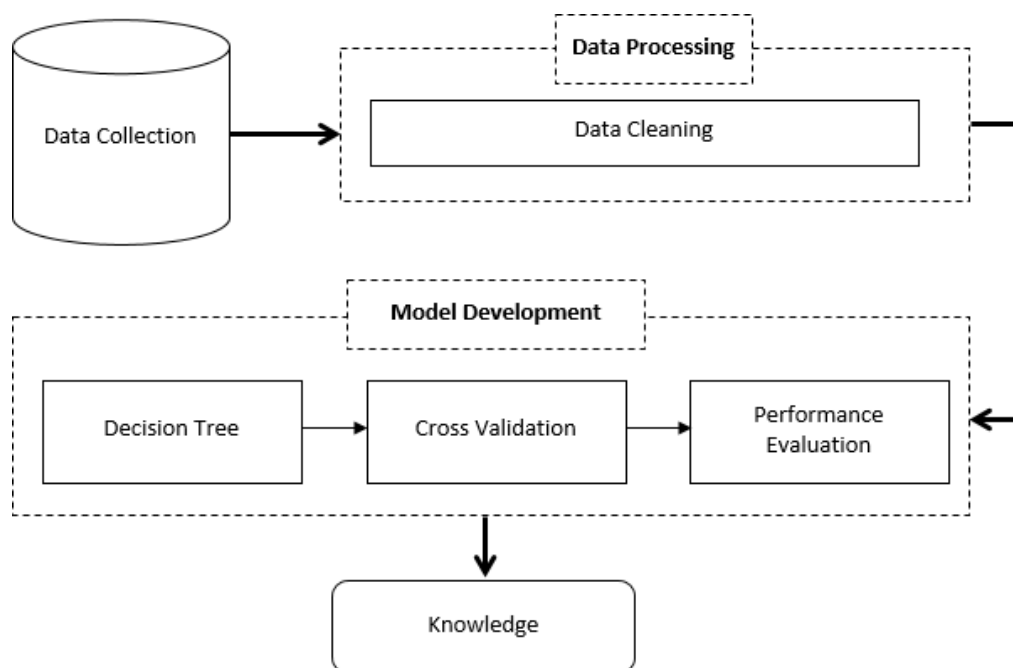 Data Processing
Data Collection
Data Cleaning
Model Development
Decision Tree
Cross Validation
Performance
Evaluation
Knowledge